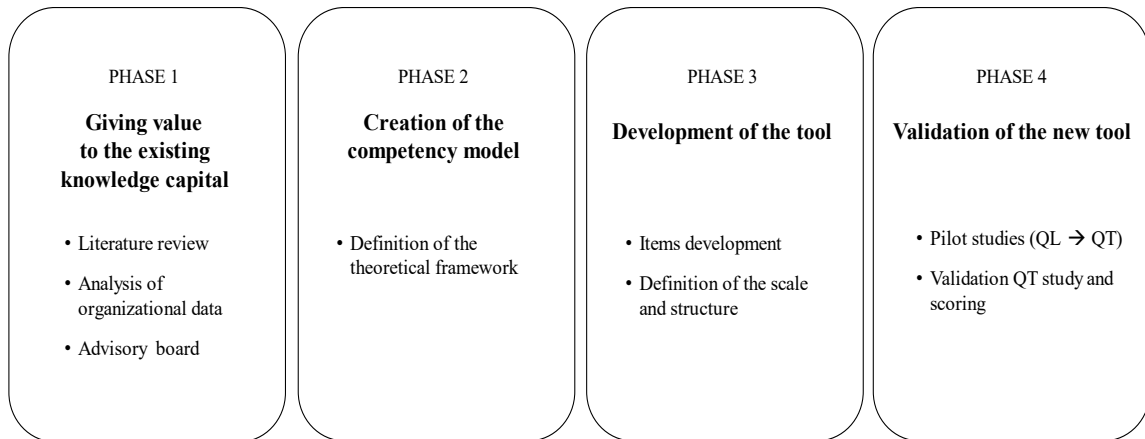 PHASE 1
Giving value
to the existing
knowledge capital
• Literature review
• Analysis of
organizational data
• Advisory board
PHASE 2
Creation of the
competency model
• Definition of the
theoretical framework
PHASE 3
Development of the tool
• Items development
• Definition of the scale
and structure
PHASE 4
Validation of the new tool
• Pilot studies (QL → QT)
• Validation QT study and
scoring